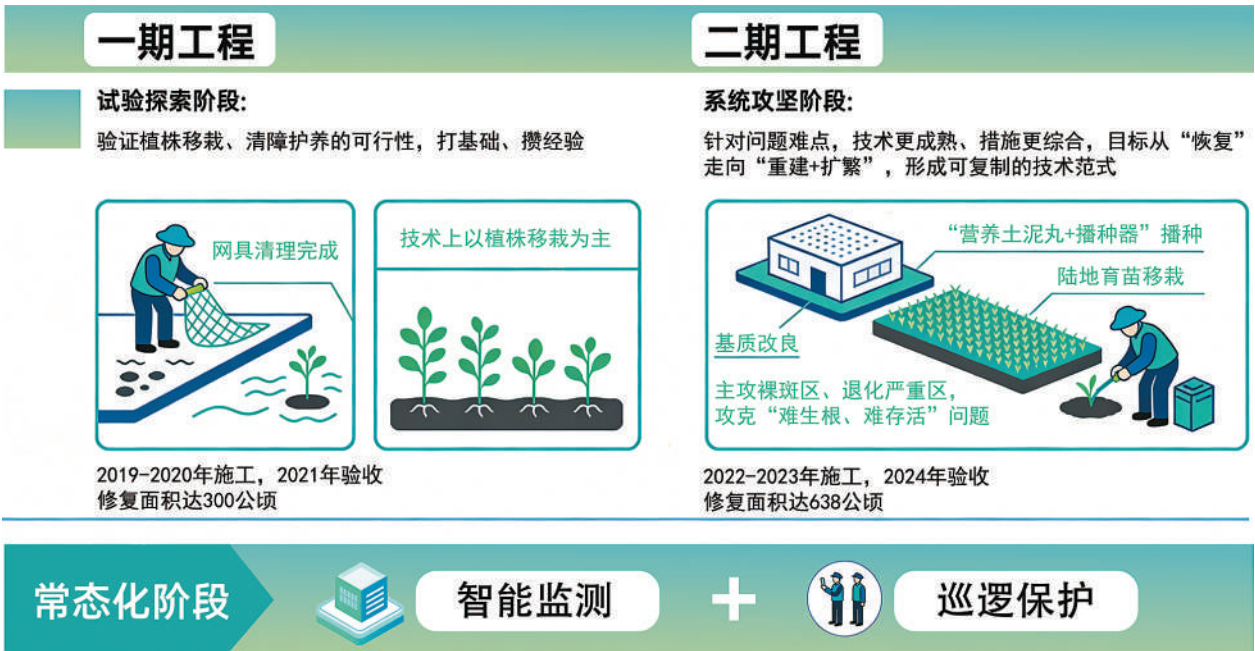 一期工程
试验探索阶段:
验证植株移栽、清障护养的可行性，打基础、攒经验
网具清理完成
技术上以植株移栽为主
2019-2020年施工，2021年验收
修复面积达300公顷
二期工程
系统攻坚阶段:
针对问题难点，技术更成熟、措施更综合，目标从“恢复”
走向“重建+扩繁”，形成可复制的技术范式
“营养土泥丸+播种器”播种
陆地育苗移栽
基质改良
主攻裸斑区、退化严重区，
攻克“难生根、难存活”问题
2022-2023年施工，2024年验收
修复面积达638公顷
常态化阶段
智能监测
+
巡逻保护